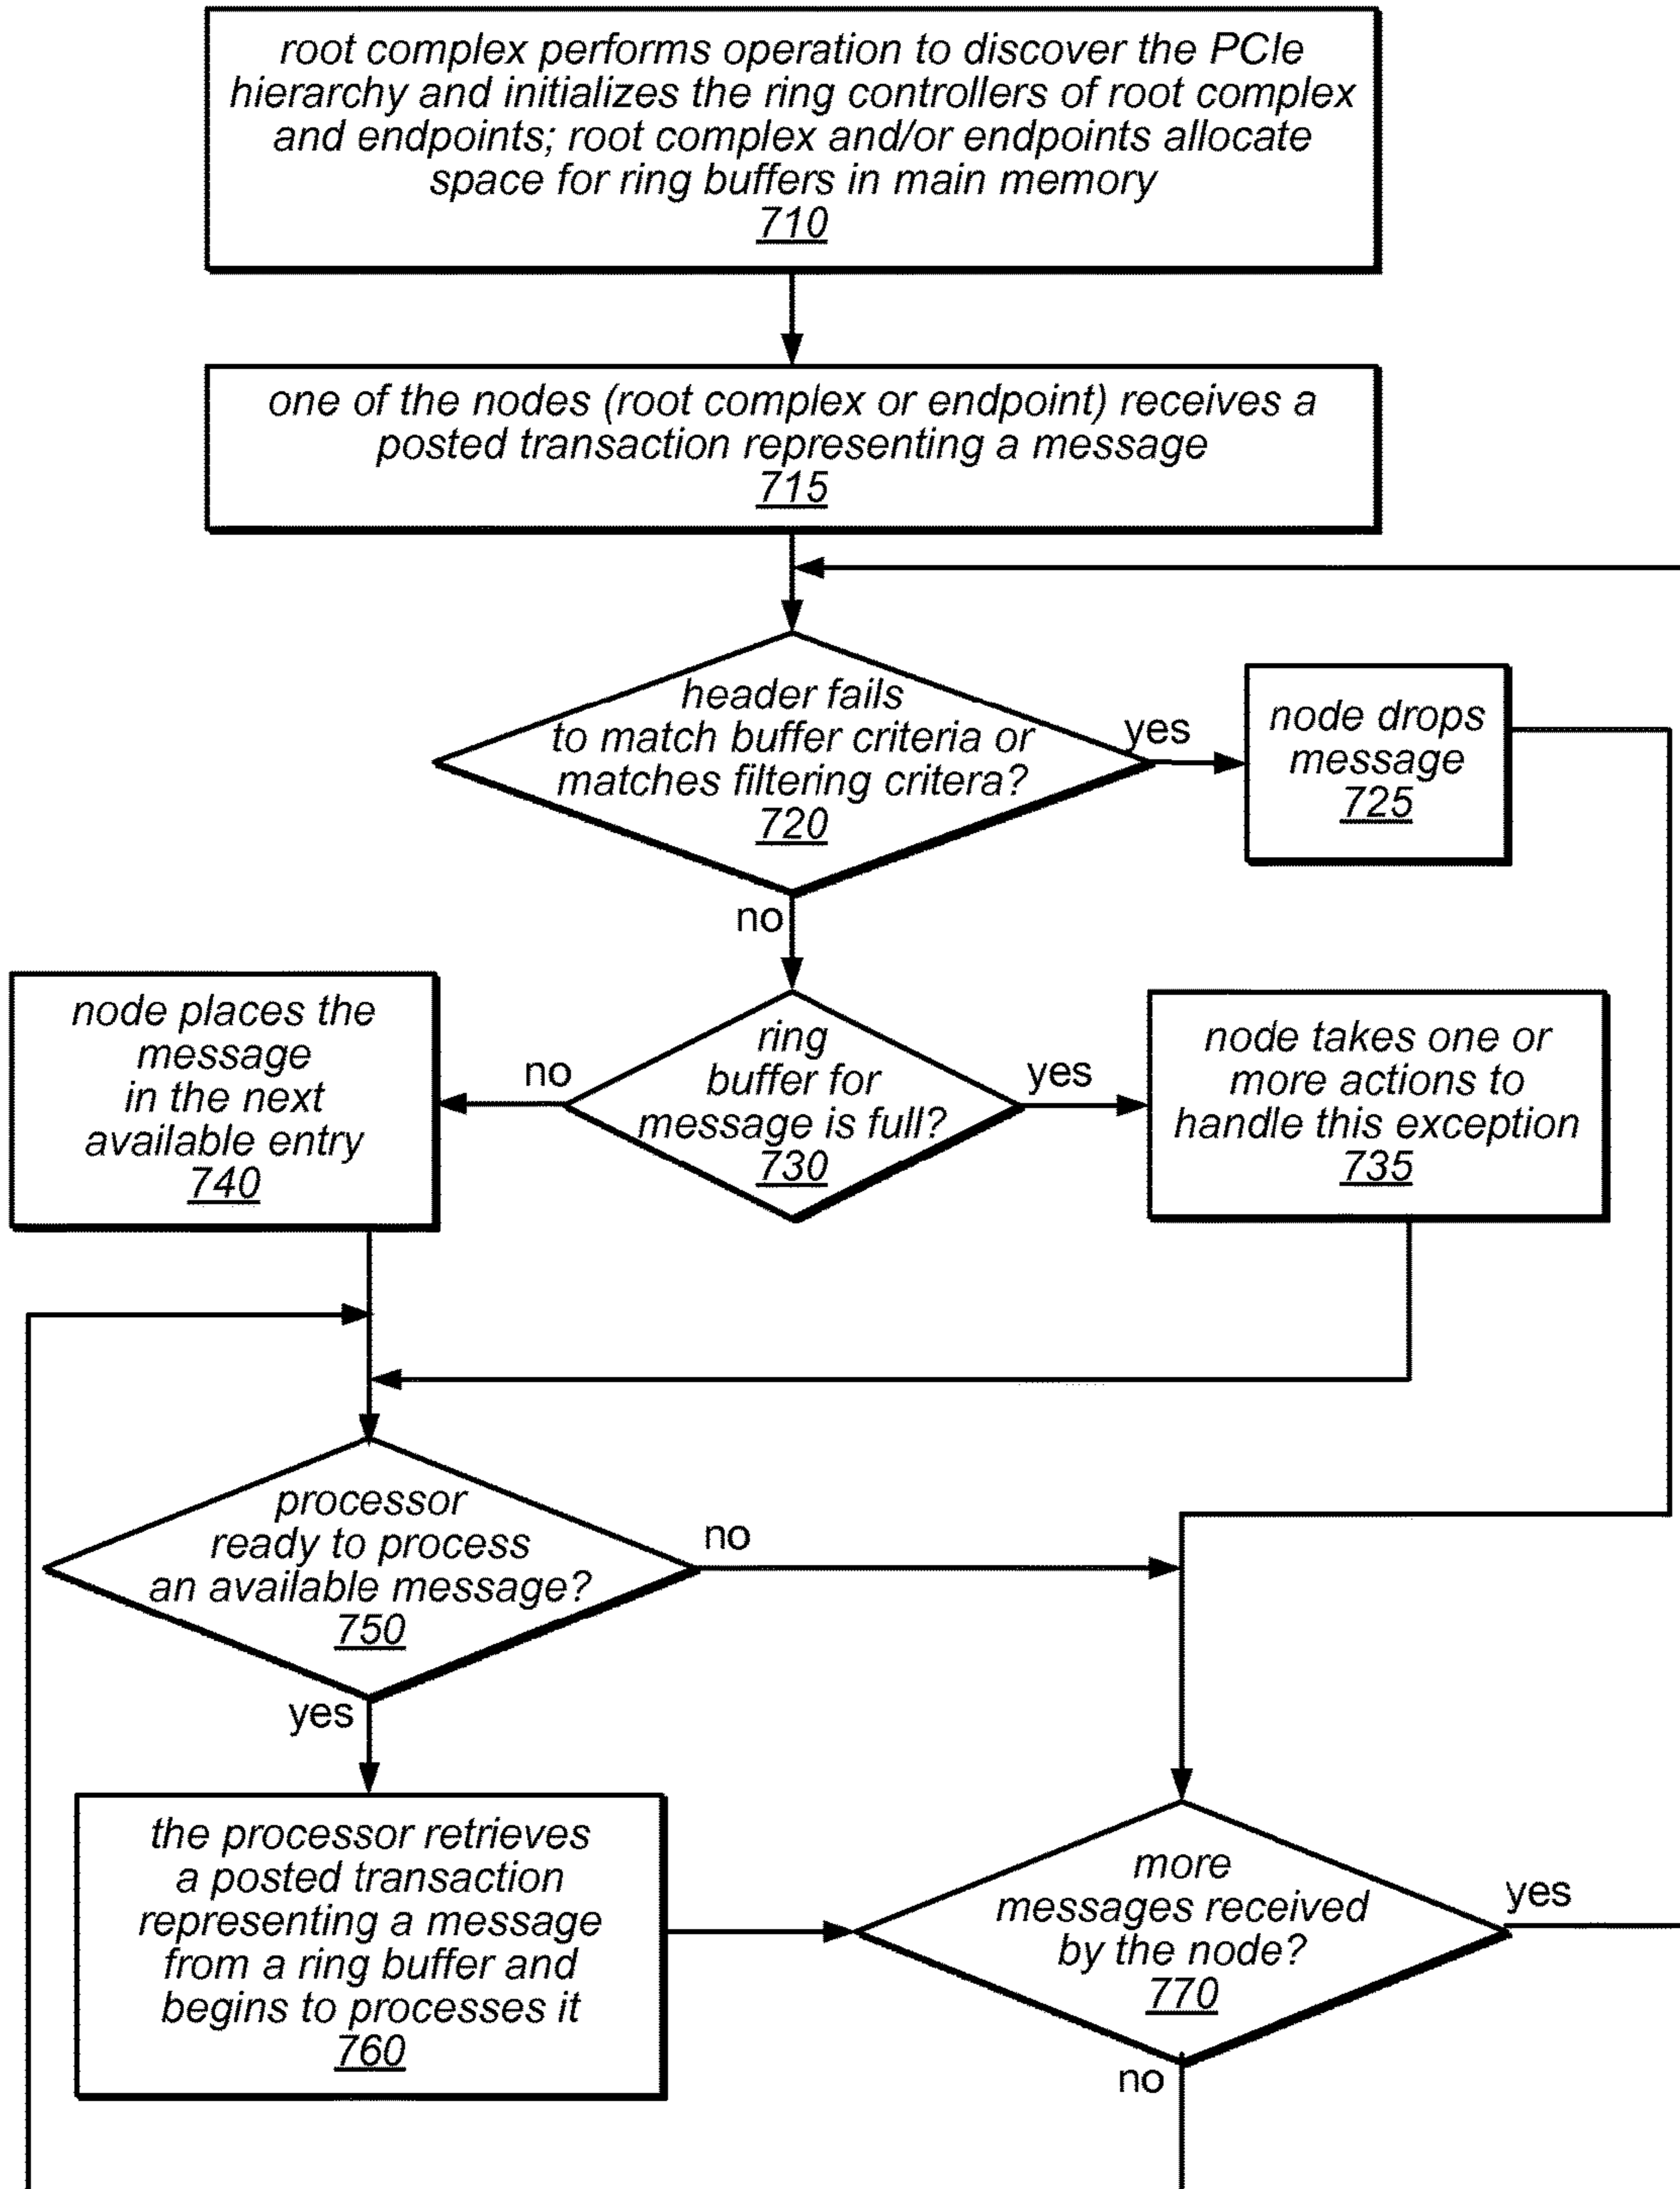 root complex performs operation to discover the PCIe
hierarchy and initializes the ring controllers of root complex
and endpoints; root complex and/or endpoints allocate
space for ring buffers in main memory
710
one of the nodes (root complex or endpoint) receives a
posted transaction representing a message
715
header fails
to match buffer criteria or
matches filtering critera?
720
yes
node drops
message
725
no
node places the
message
in the next
available entry
740
no
ring
buffer for
message is full?
730
yes
node takes one or
more actions to
handle this exception
735
processor
ready to process
an available message?
750
no
yes
the processor retrieves
a posted transaction
representing a message
from a ring buffer and
begins to processes it
760
more
messages received
by the node?
770
yes
no